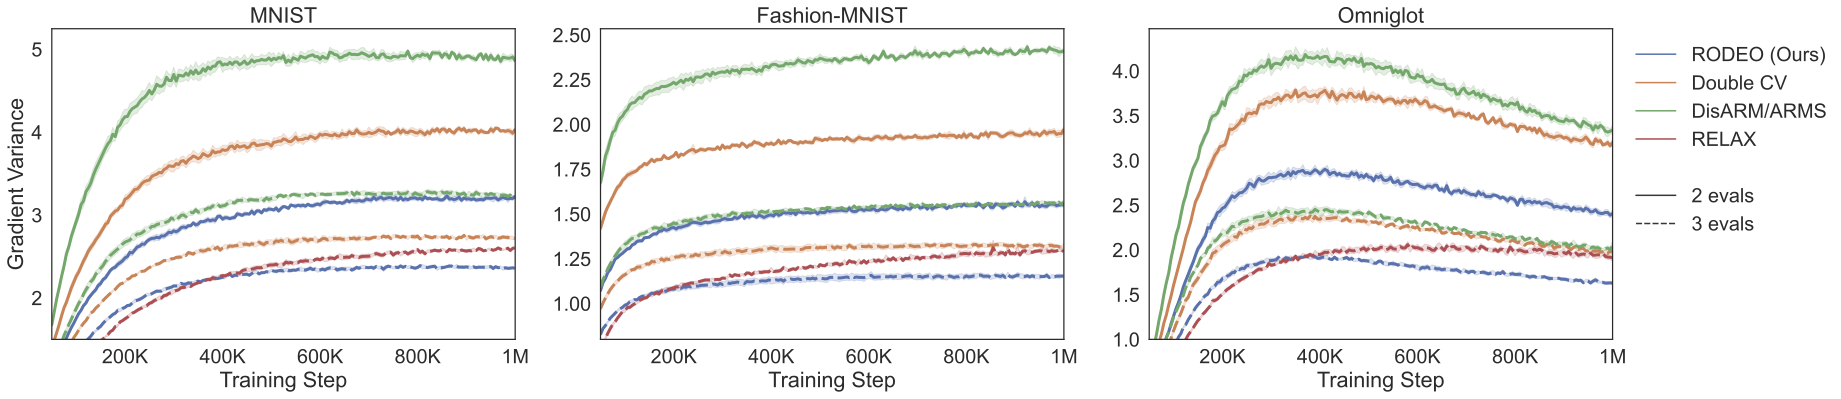 MNIST
Fashion-MNIST
Omniglot
Gradient Variance
5
4
3
2
200K 400K 600K 800K 1M
Training Step
2.50
2.25
2.00
1.75
1.50
1.25
1.00
200K 400K 600K 800K 1M
Training Step
4.0
3.5
3.0
2.5
2.0
1.5
1.0
200K 400K 600K 800K 1M
Training Step
RODEO (Ours)
Double CV
DisARM/ARMS
RELAX
2 evals
3 evals